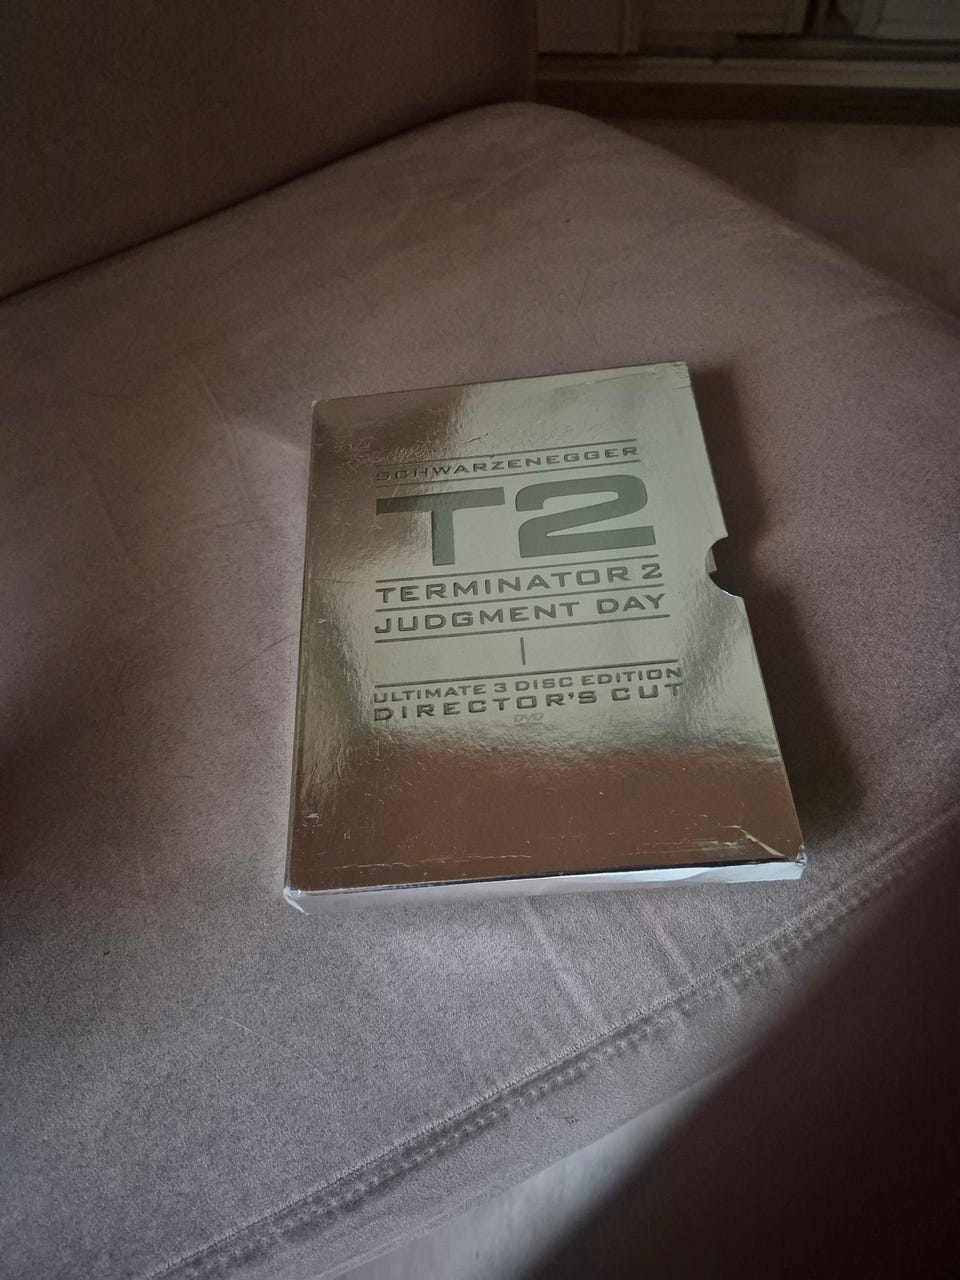 SCHWARZENEGGER
T2
TERMINATOR 2
JUDGMENT DAY
ULTIMATE 3 DISC EDITION
DIRECTOR'S CUT
DVD